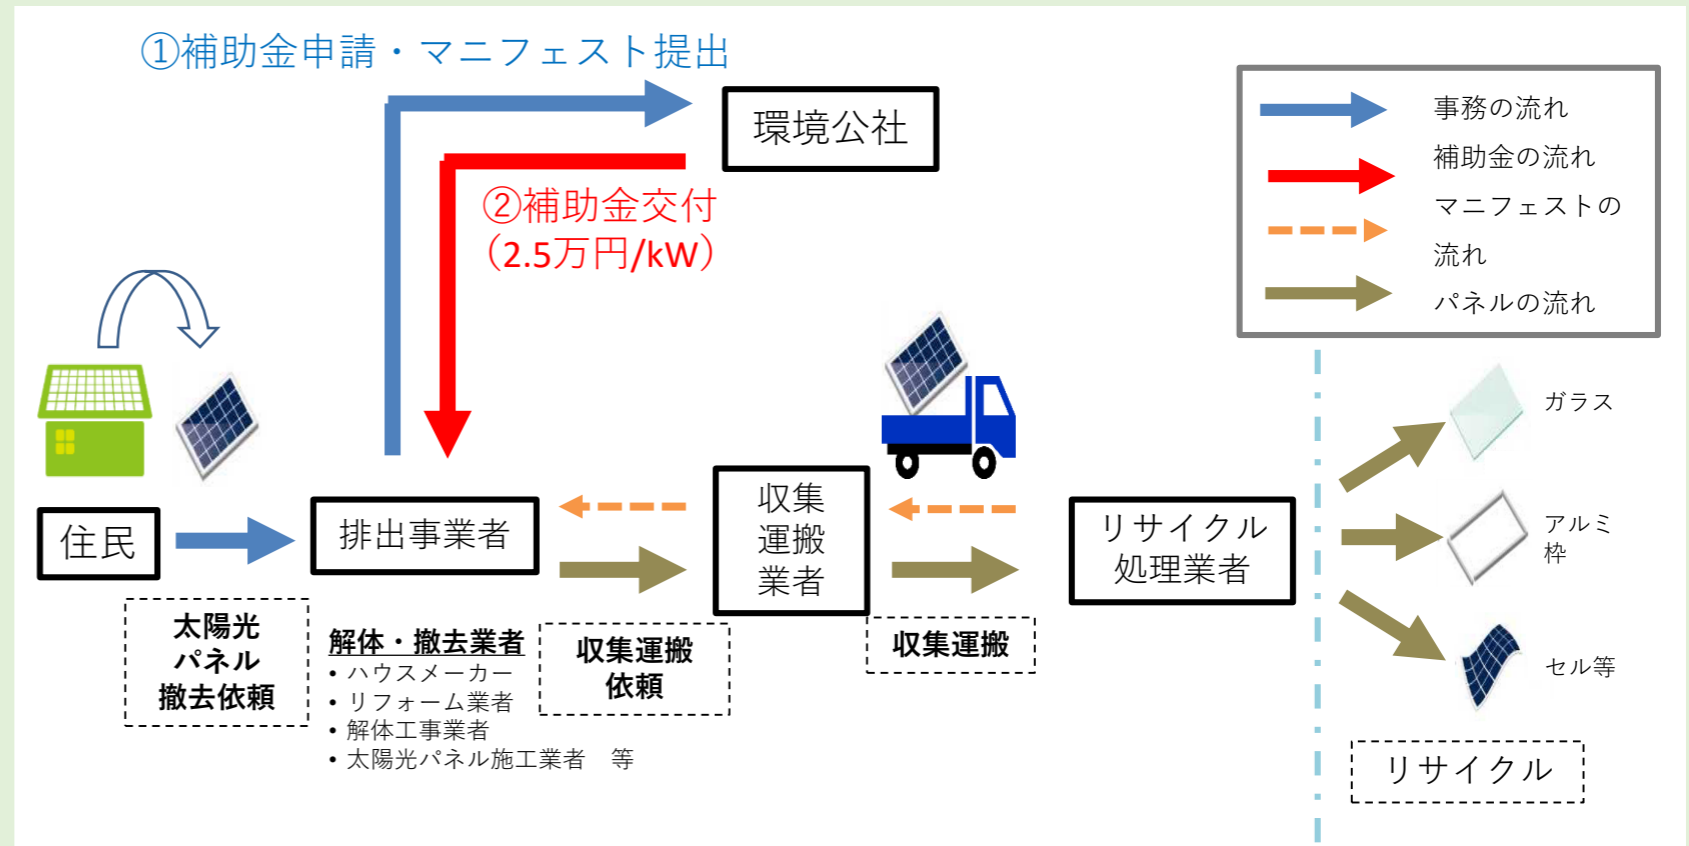 ①補助金申請・マニフェスト提出
環境公社
②補助金交付
（2.5万円/kW）
事務の流れ
補助金の流れ
マニフェストの
流れ
パネルの流れ
住民
排出事業者
収集
運搬
業者
リサイクル
処理業者
太陽光
パネル
撤去依頼
解体・撤去業者
• ハウスメーカー
• リフォーム業者
• 解体工事業者
• 太陽光パネル施工業者　等
収集運搬
依頼
収集運搬
ガラス
アルミ
枠
セル等
リサイクル